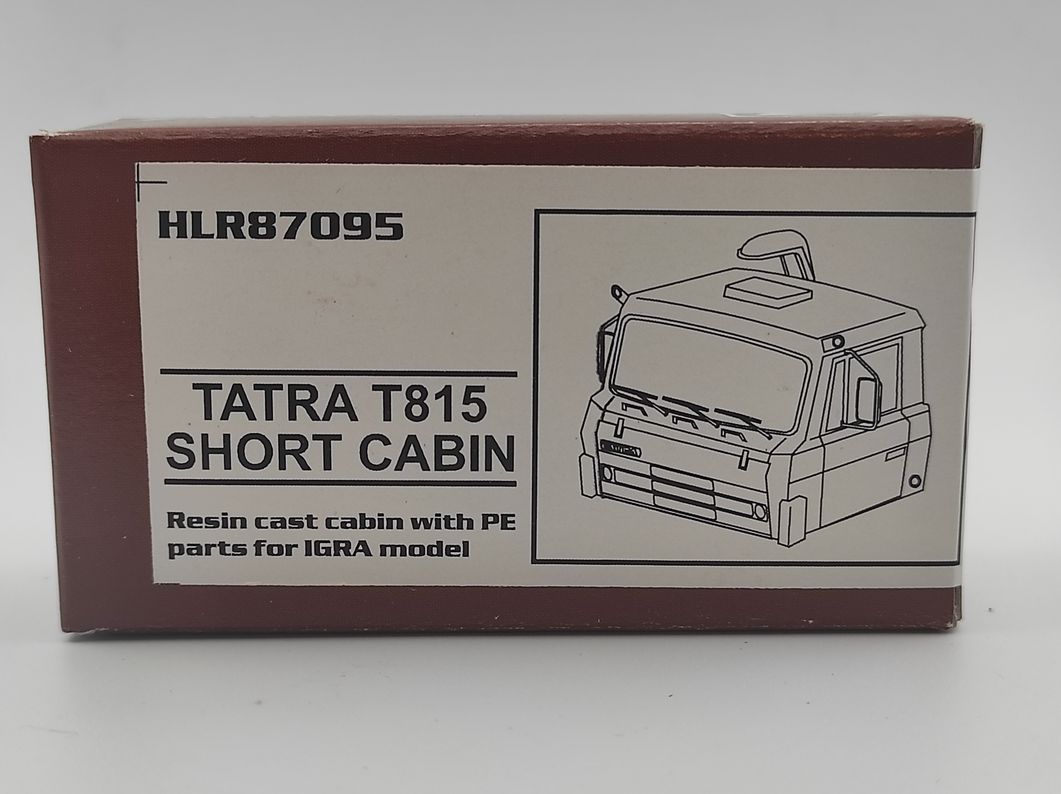 HLR87095
TATRA T815
SHORT CABIN
Resin cast cabin with PE
parts for IGRA model